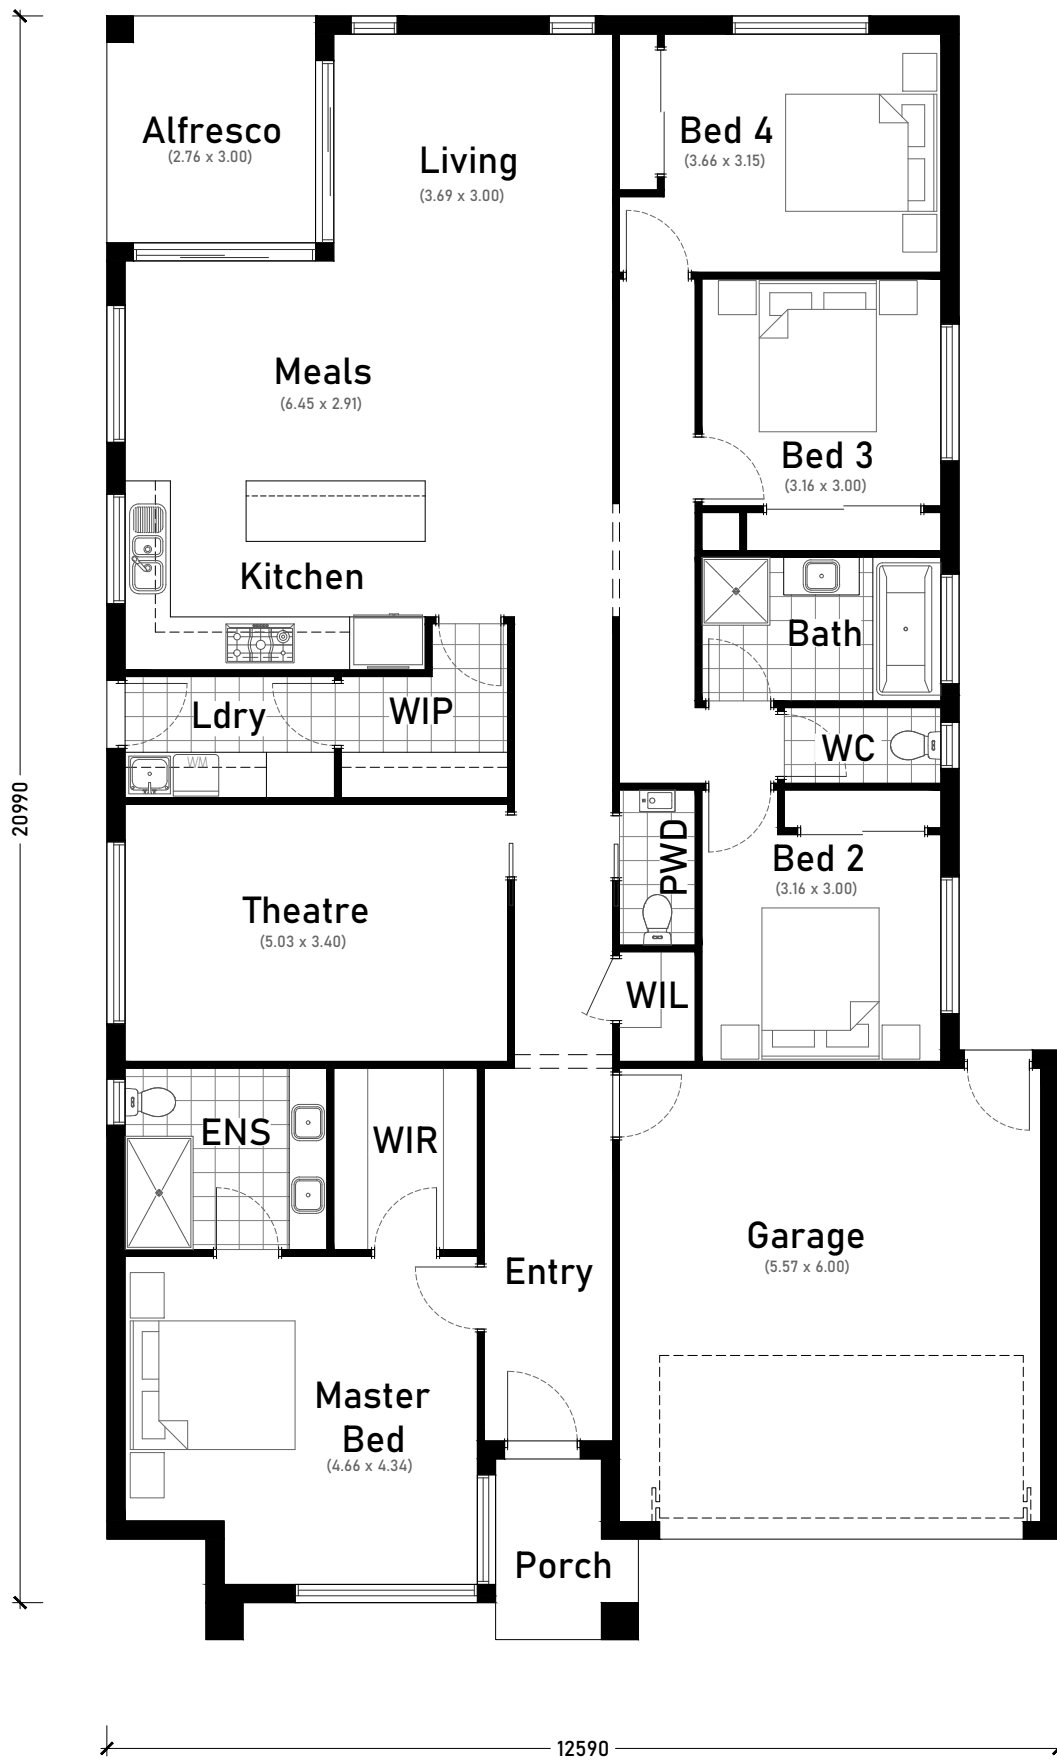 Alfresco
(2.76 x 3.00)
Living
(3.69 x 3.00)
Bed 4
(3.66 x 3.15)
Meals
(6.45 x 2.91)
Bed 3
(3.16 x 3.00)
Kitchen
Bath
Ldry
WIP
WC
WM
20990
PWD
Bed 2
(3.16 x 3.00)
Theatre
(5.03 x 3.40)
WIL
ENS
WIR
Garage
(5.57 x 6.00)
Entry
Master
Bed
(4.66 x 4.34)
Porch
12590